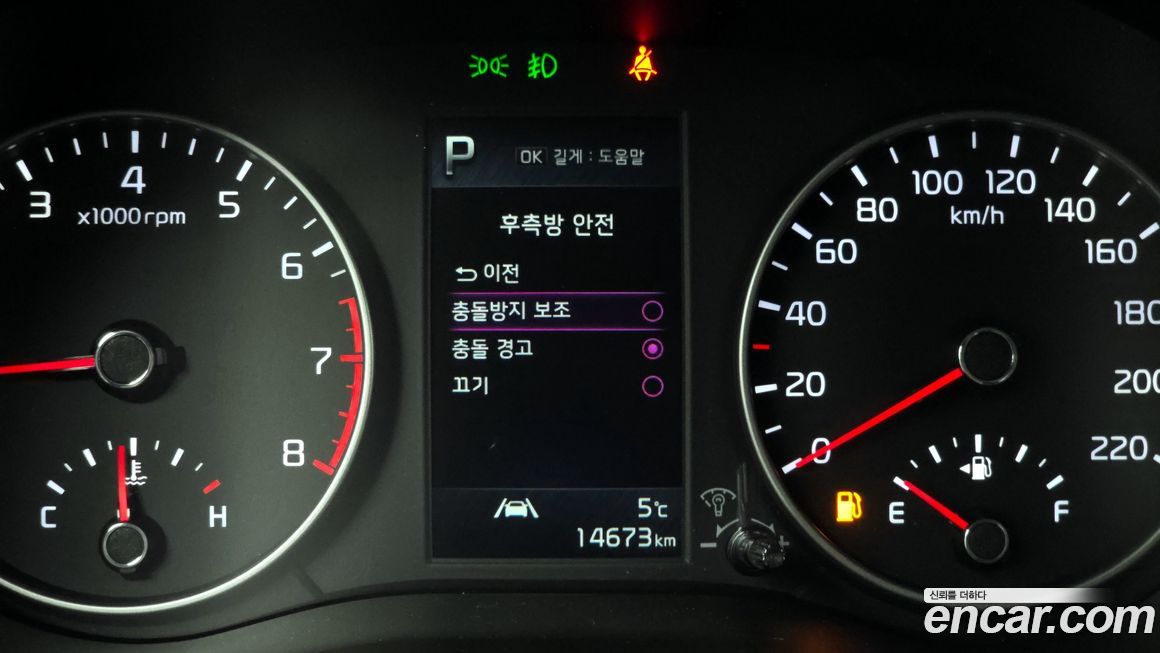 P
OK 길게 : 도움말
후측방 안전
이전
충돌방지 보조
충돌 경고
끄기
5℃
14673km
3 4 5 6 7 8
x1000rpm
C H
0 20 40 60 80 100 120 140 160 180 200 220
km/h
E F
- +
신뢰를 더하다
encar.com